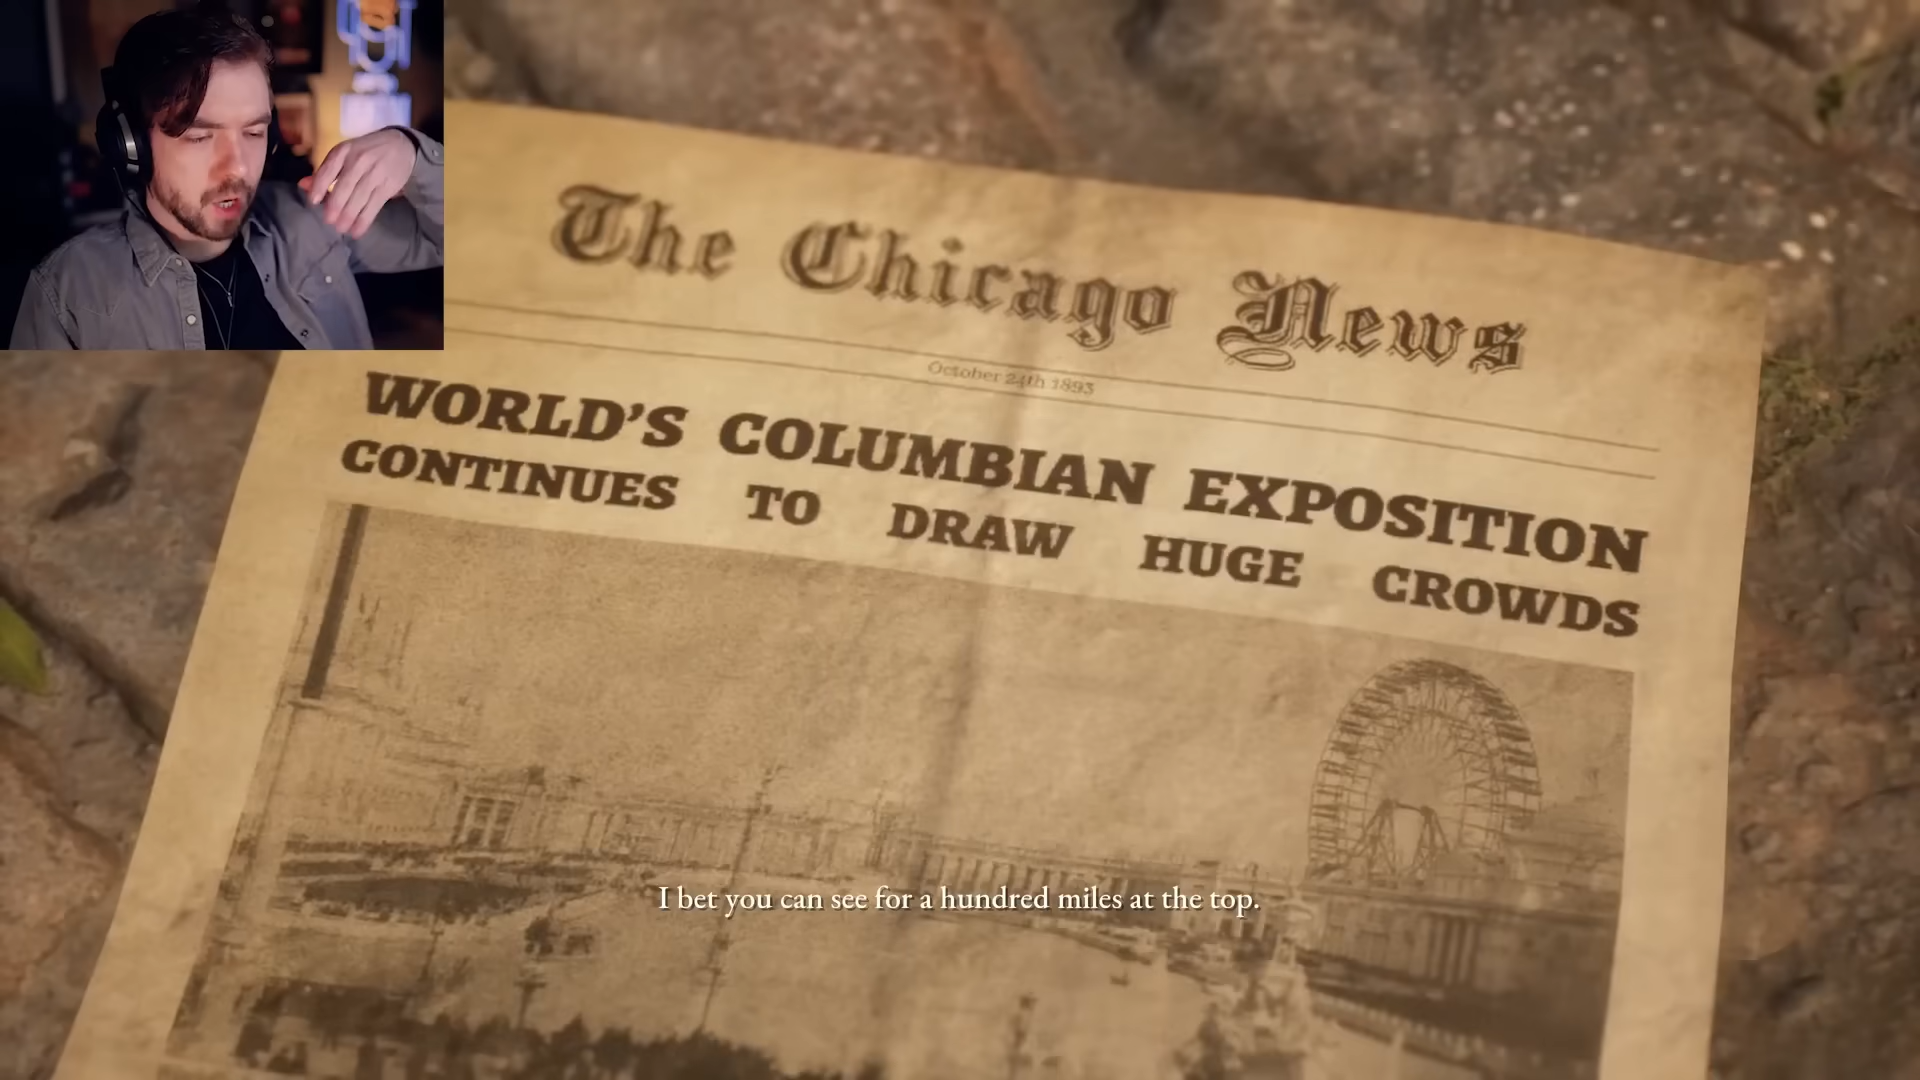 The Chicago News
October 24th 1893
WORLD'S COLUMBIAN EXPOSITION
CONTINUES TO DRAW HUGE CROWDS
I bet you can see for a hundred miles at the top.